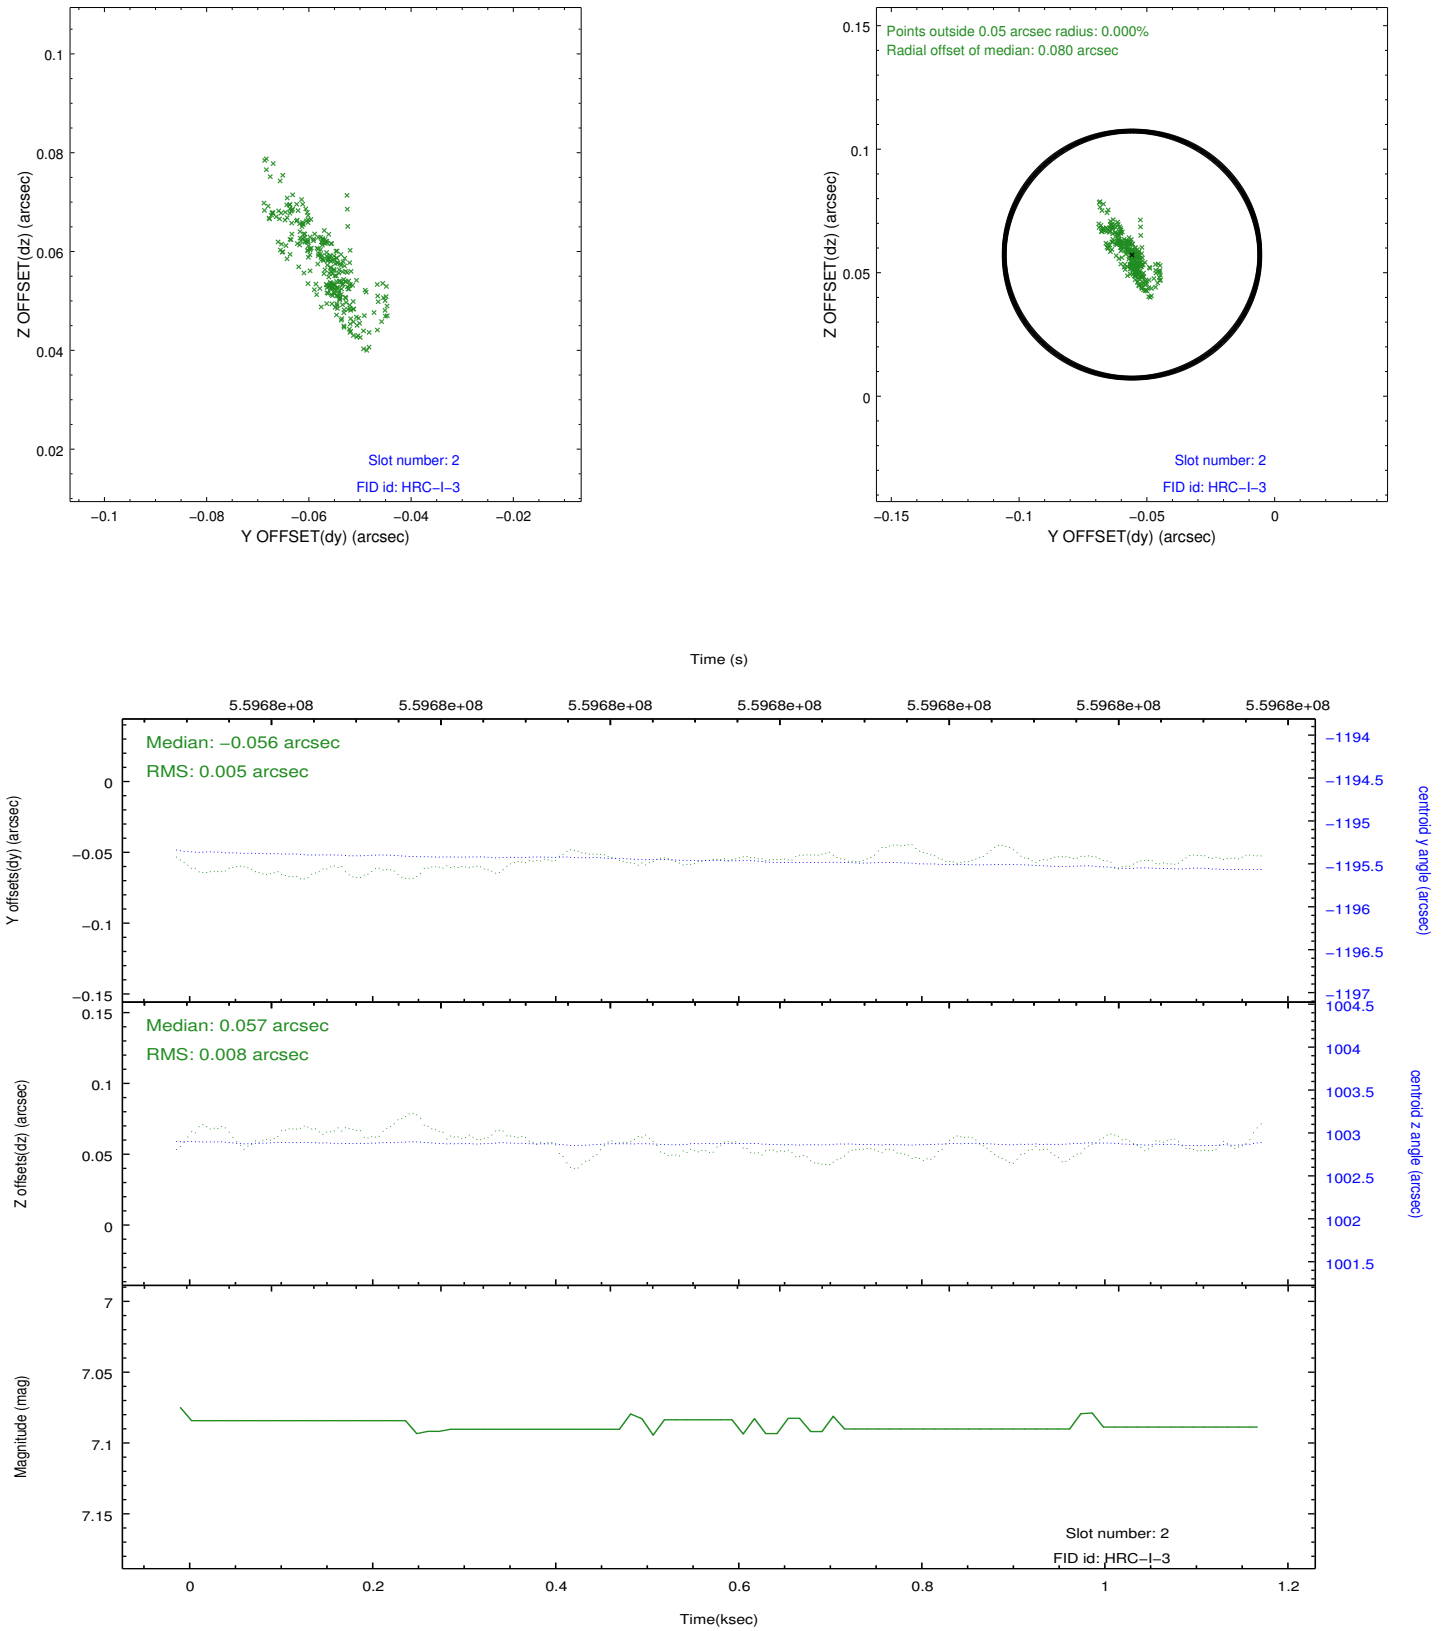 0.1
0.08
0.06
0.04
0.02
Z OFFSET(dz) (arcsec)
Slot number: 2
FID id: HRC−I−3
−0.1
−0.08
−0.06
−0.04
−0.02
Y OFFSET(dy) (arcsec)
Points outside 0.05 arcsec radius: 0.000%
Radial offset of median: 0.080 arcsec
0.15
0.1
0.05
0
Z OFFSET(dz) (arcsec)
Slot number: 2
FID id: HRC−I−3
−0.15
−0.1
−0.05
0
Y OFFSET(dy) (arcsec)
Time (s)
5.5968e+08
5.5968e+08
5.5968e+08
5.5968e+08
5.5968e+08
5.5968e+08
5.5968e+08
Median: −0.056 arcsec
RMS: 0.005 arcsec
0
−0.05
−0.1
−0.15
Y offsets(dy) (arcsec)
−1194
−1194.5
−1195
−1195.5
−1196
−1196.5
−1197
centroid y angle (arcsec)
Median: 0.057 arcsec
RMS: 0.008 arcsec
0.15
0.1
0.05
0
Z offsets(dz) (arcsec)
1004.5
1004
1003.5
1003
1002.5
1002
1001.5
centroid z angle (arcsec)
7
7.05
7.1
7.15
Magnitude (mag)
Slot number: 2
FID id: HRC−I−3
0
0.2
0.4
0.6
0.8
1
1.2
Time(ksec)